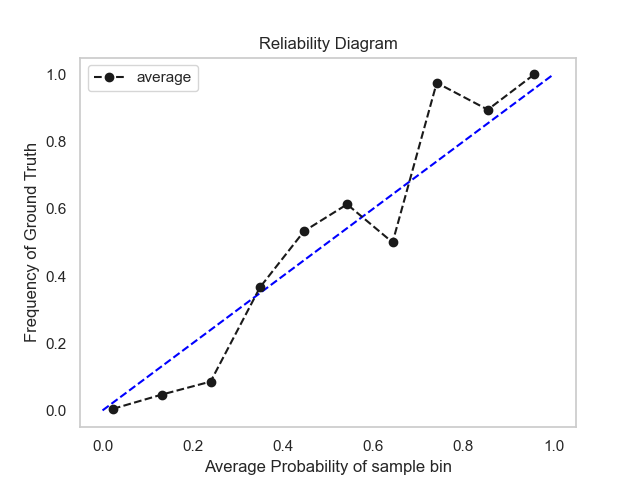 Reliability Diagram
average
Frequency of Ground Truth
1.0
0.8
0.6
0.4
0.2
0.0
0.0 0.2 0.4 0.6 0.8 1.0
Average Probability of sample bin